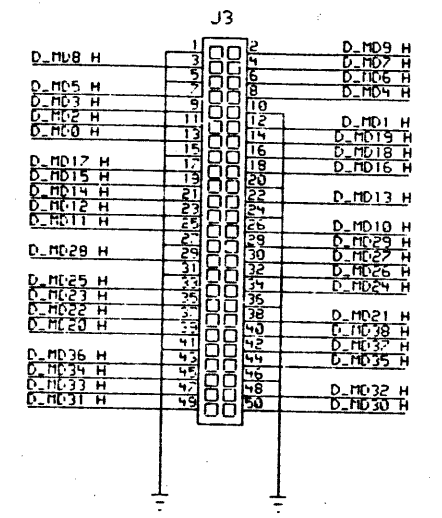 J3
1 2 D_MD9 H
D_MD8 H 3 4 D_MD7 H
5 6 D_MD6 H
D_MD5 H 7 8 D_MD4 H
D_MD3 H 9 10
D_MD2 H 11 12 D_MD1 H
D_MD0 H 13 14 D_MD19 H
15 16 D_MD18 H
D_MD17 H 17 18 D_MD16 H
D_MD15 H 19 20
D_MD14 H 21 22 D_MD13 H
D_MD12 H 23 24
D_MD11 H 25 26 D_MD10 H
27 28 D_MD29 H
D_MD28 H 29 30 D_MD27 H
31 32 D_MD26 H
D_MD25 H 33 34 D_MD24 H
D_MD23 H 35 36
D_MD22 H 37 38 D_MD21 H
D_MD20 H 39 40 D_MD38 H
41 42 D_MD37 H
D_MD36 H 43 44 D_MD35 H
D_MD34 H 45 46
D_MD33 H 47 48 D_MD32 H
D_MD31 H 49 50 D_MD30 H